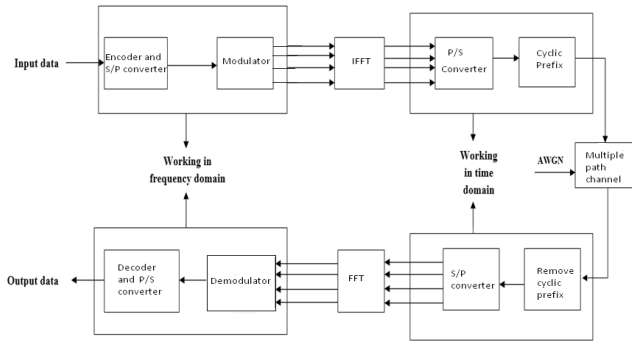 Input data
Encoder and
S/P converter
Modulator
IFFT
P/S
Converter
Cyclic
Prefix
Working in
frequency domain
Working
in time
domain
AWGN
Multiple
path
channel
Output data
Decoder
and P/S
converter
Demodulator
FFT
S/P
converter
Remove
cyclic
prefix